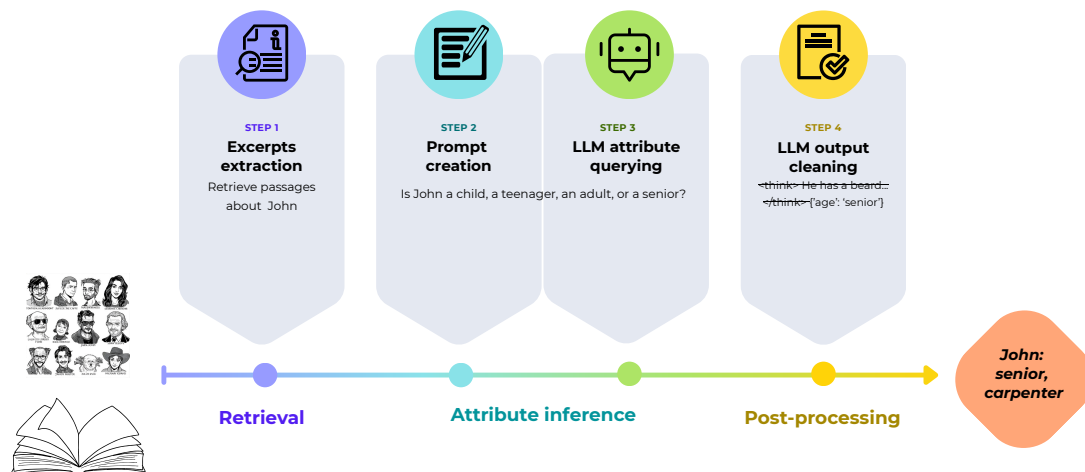 STEP 1
Excerpts
extraction
Retrieve passages
about John
STEP 2
Prompt
creation
STEP 3
LLM attribute
querying
Is John a child, a teenager, an adult, or a senior?
STEP 4
LLM output
cleaning
<think> He has a beard...
</think> {'age': 'senior'}
John:
senior,
carpenter
Retrieval
Attribute inference
Post-processing